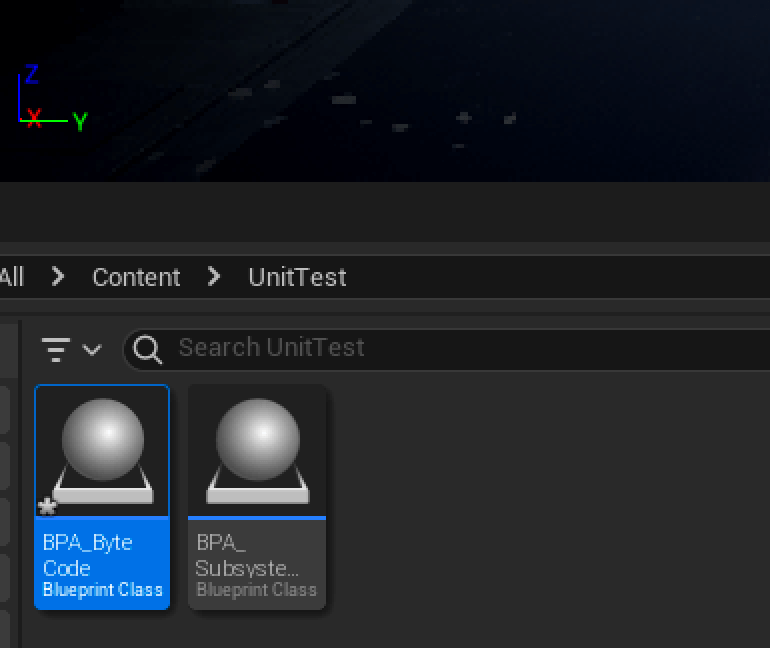 Z
X Y
All > Content > UnitTest
Search UnitTest
BPA_Byte
Code
Blueprint Class
BPA_
Subsyste...
Blueprint Class